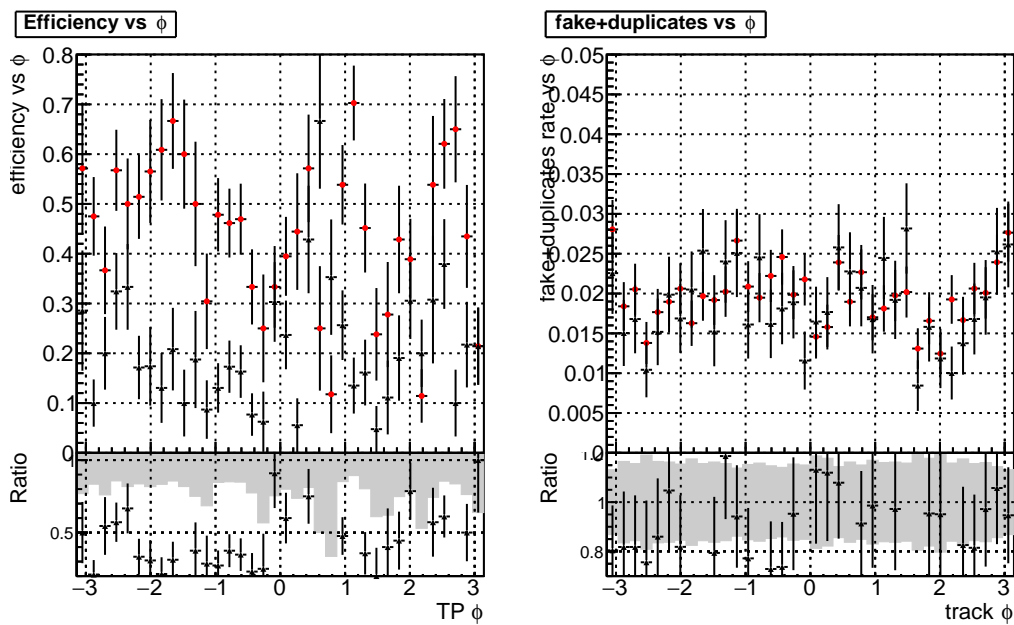 Efficiency vs ϕ
efficiency vs ϕ
0.8
0.7
0.6
0.5
0.4
0.3
0.2
0.1
0
Ratio
1
0.5
−3 −2 −1 0 1 2 3
TP ϕ
fake+duplicates vs ϕ
fake+duplicates rate vs ϕ
0.05
0.045
0.04
0.035
0.03
0.025
0.02
0.015
0.01
0.005
0
Ratio
1
0.8
−3 −2 −1 0 1 2 3
track ϕ